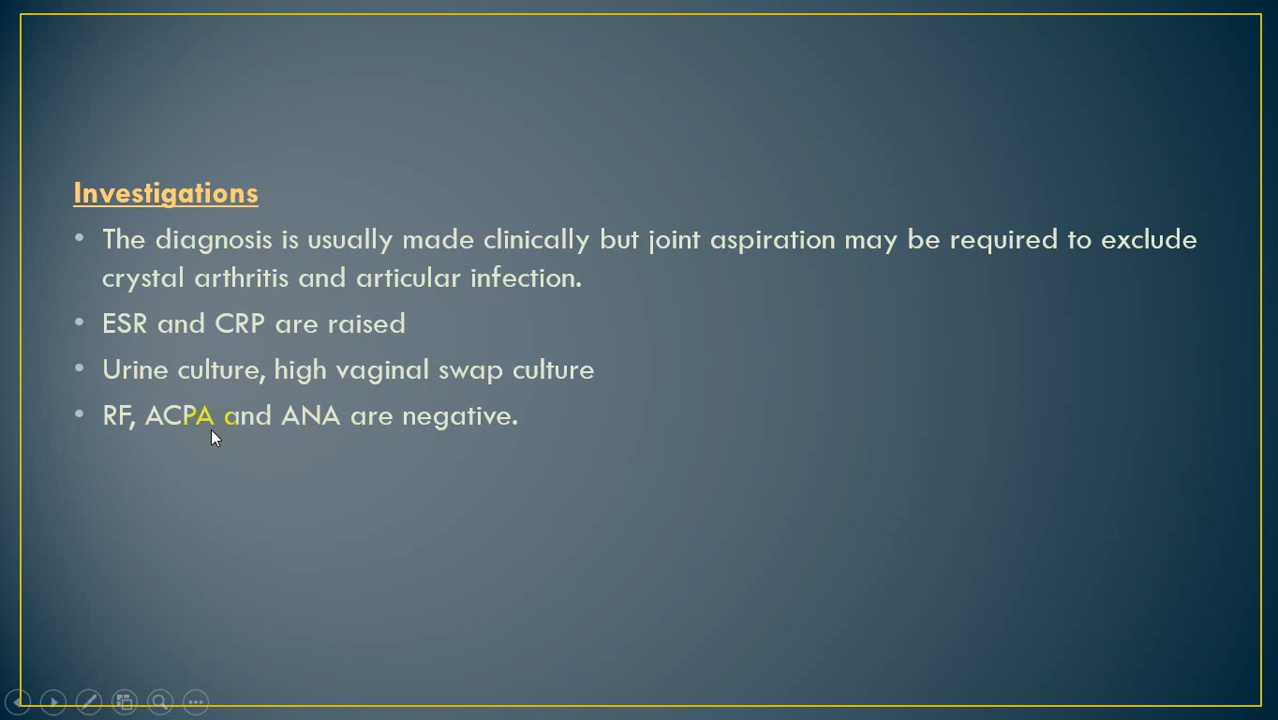 Investigations
• The diagnosis is usually made clinically but joint aspiration may be required to exclude
crystal arthritis and articular infection.
• ESR and CRP are raised
• Urine culture, high vaginal swap culture
• RF, ACPA and ANA are negative.